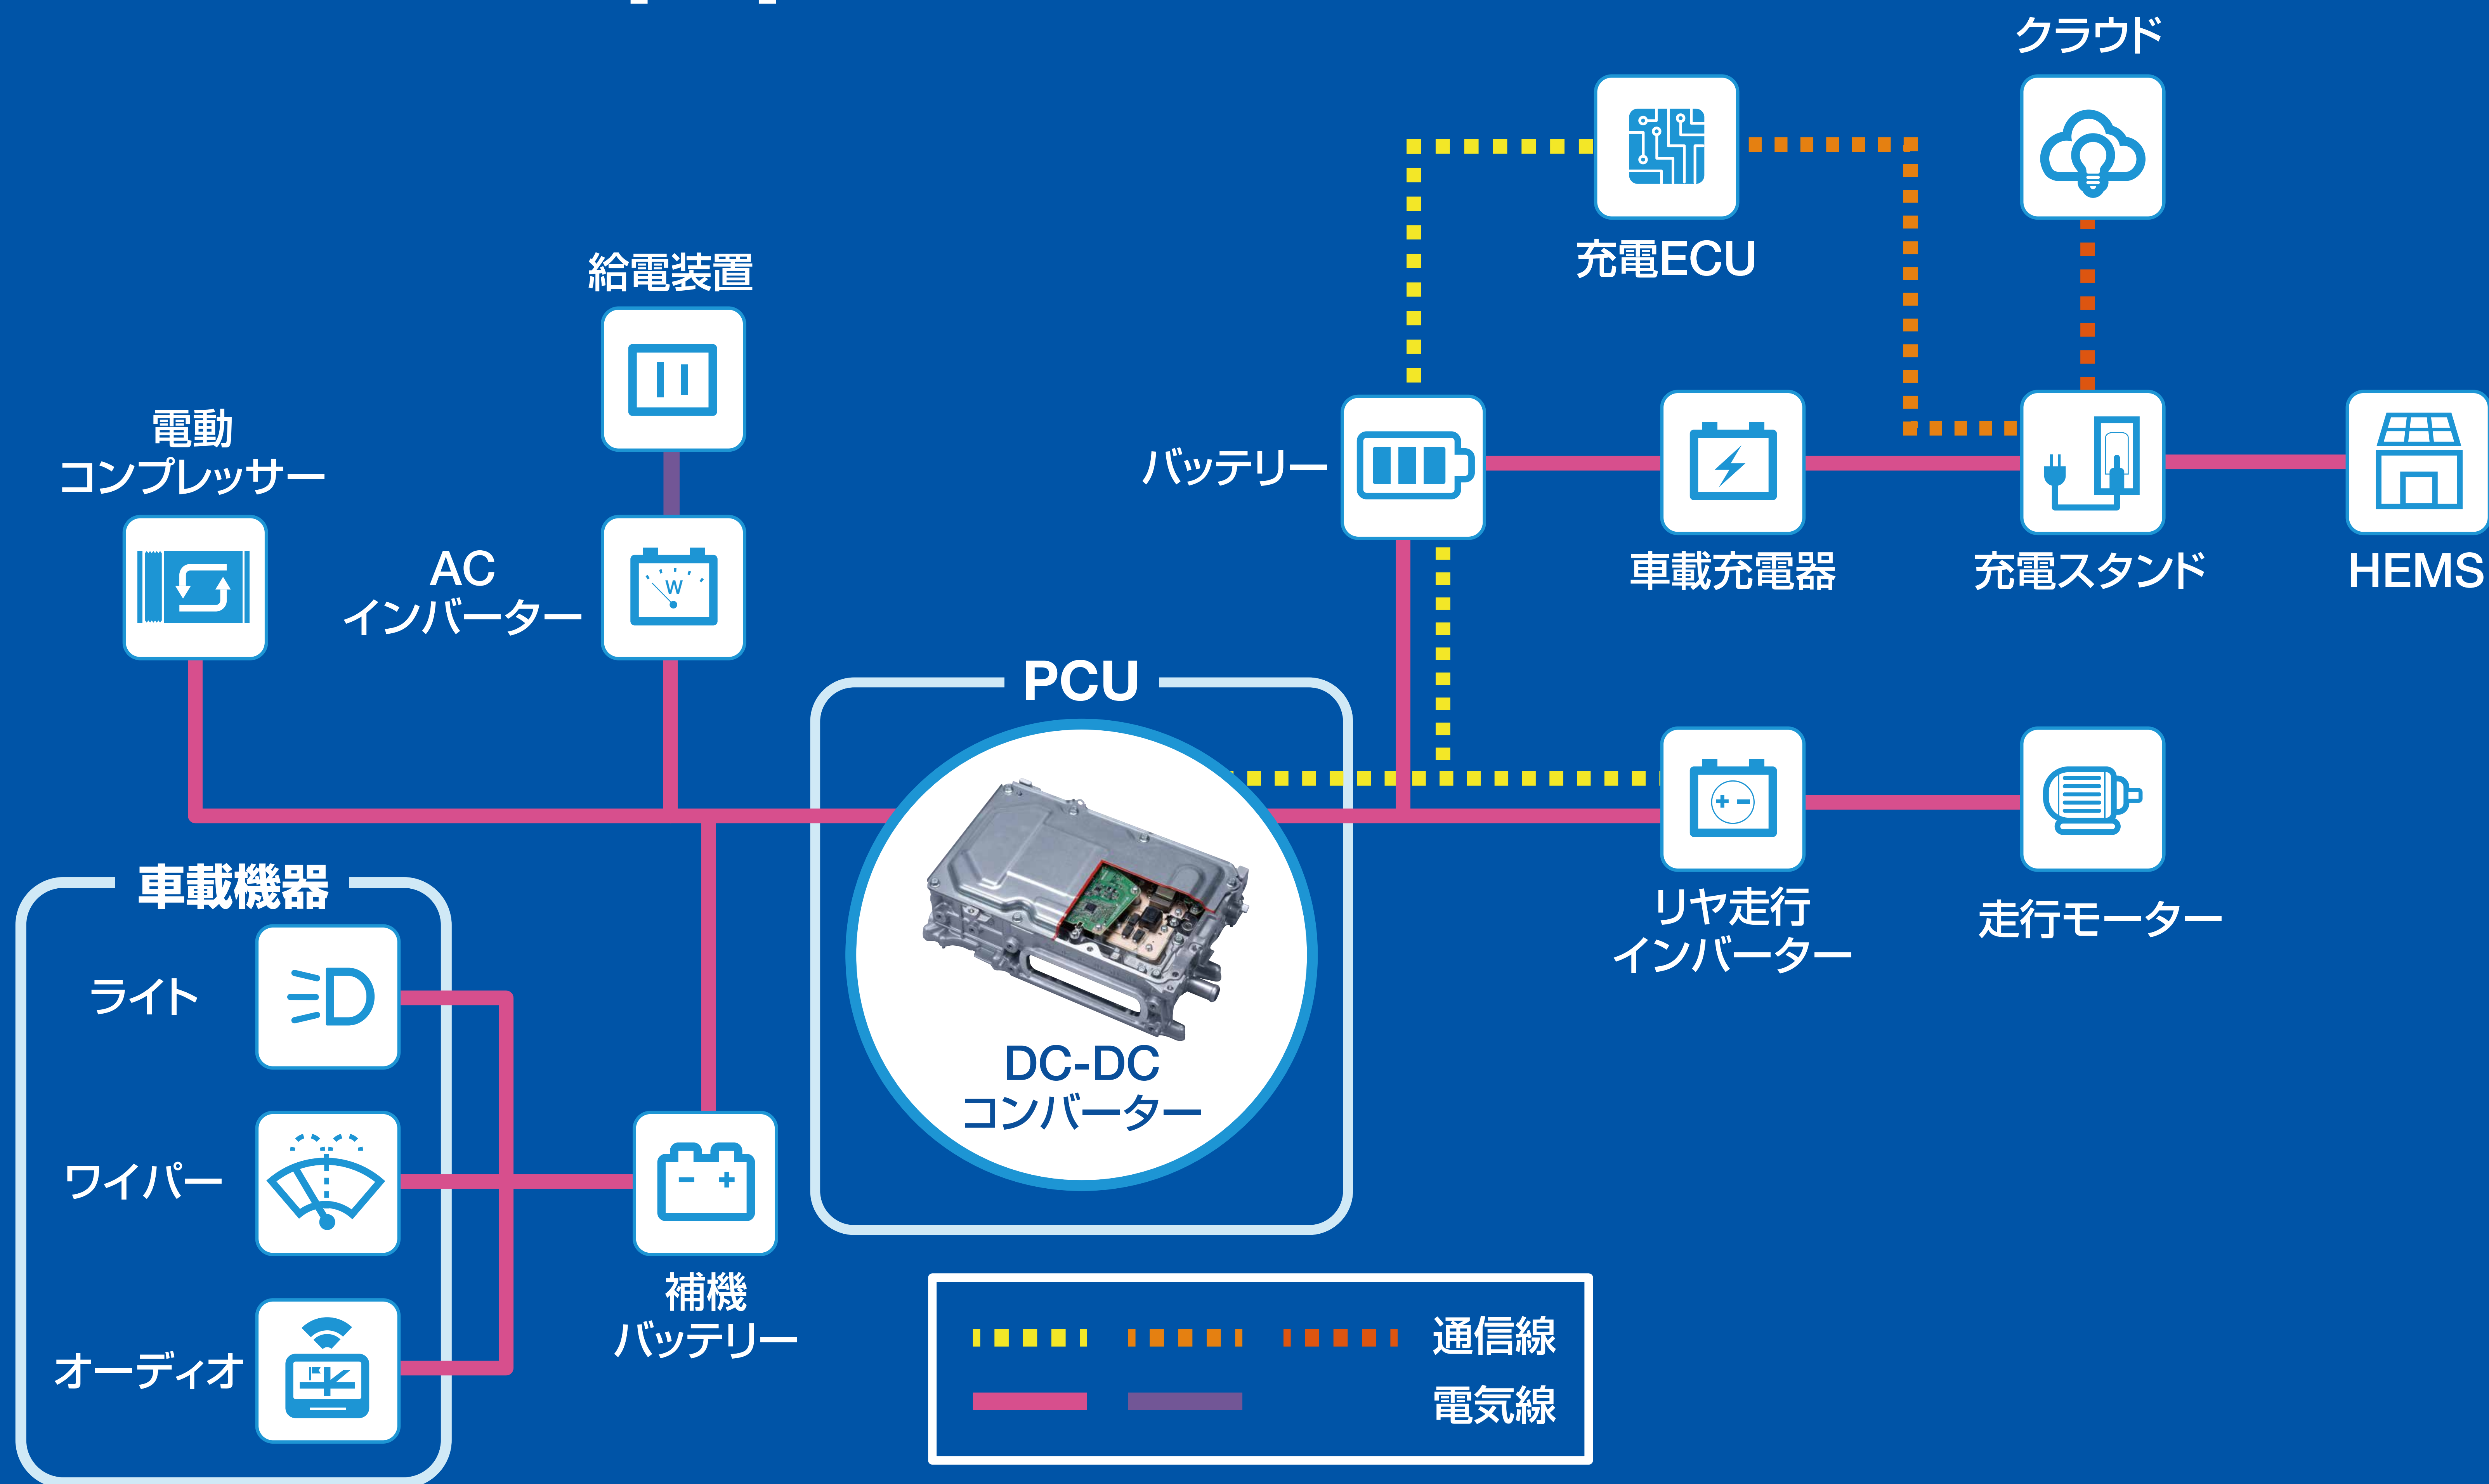 クラウド
充電ECU
給電装置
電動
コンプレッサー
バッテリー
AC
インバーター
W
車載充電器
充電スタンド
HEMS
PCU
車載機器
リヤ走行
インバーター
走行モーター
ライト
DC-DC
コンバーター
ワイパー
補機
バッテリー
オーディオ
通信線
電気線